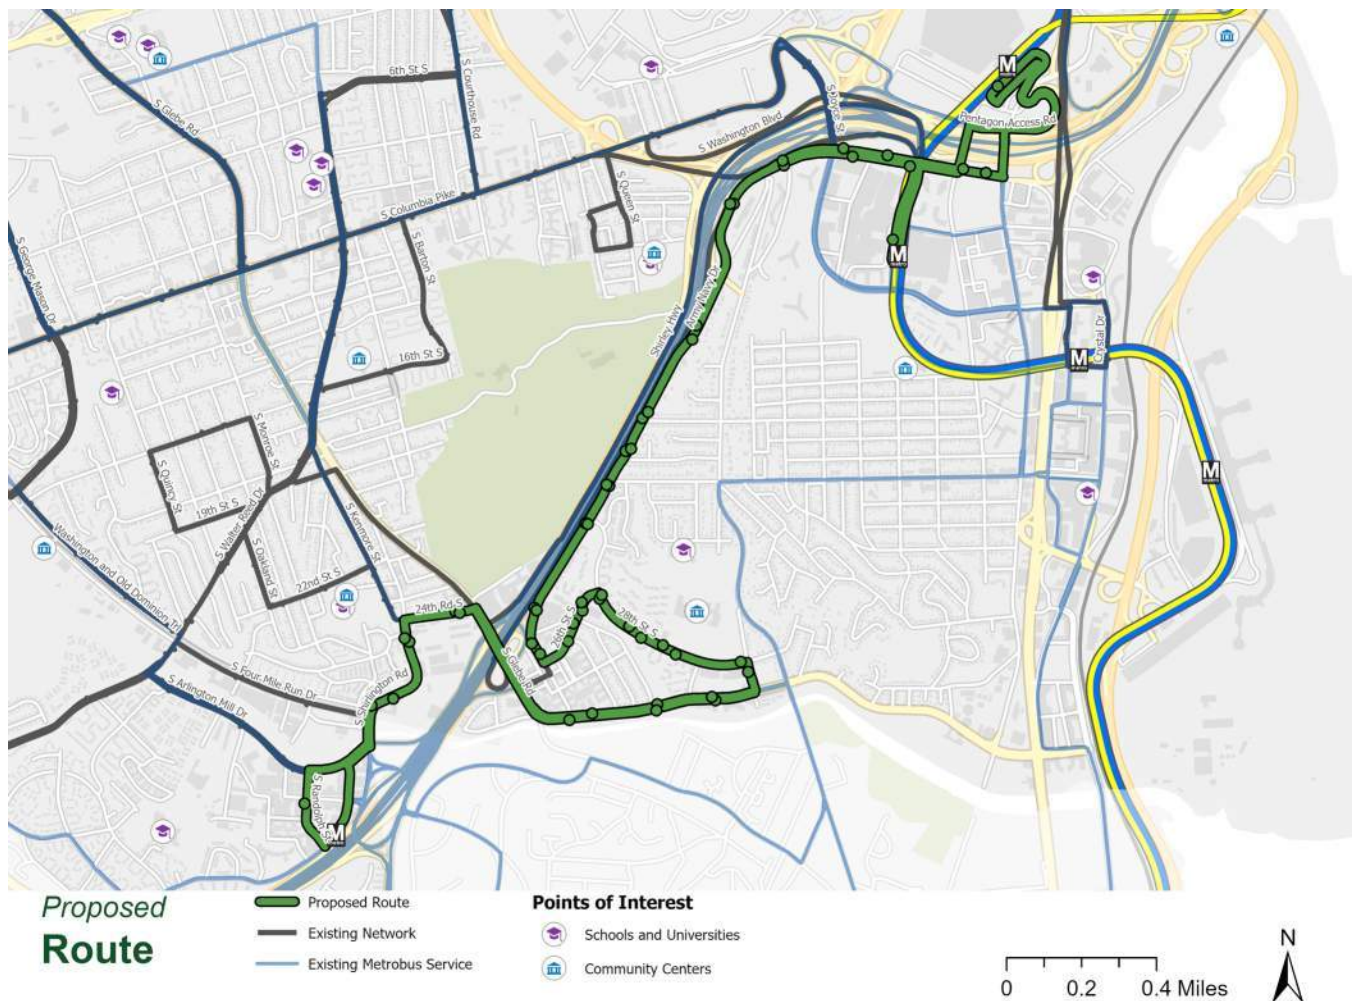 6th St S
S Glebe Rd
S Courthouse Rd
S Joyce St
Pentagon Access Rd
S Washington Blvd
S Queen St
S Columbia Pike
S George Mason Dr
S Barton St
Shirley Hwy
Army Navy Dr
Crystal Dr
16th St S
S Monroe St
S Quincy St
19th St S
S Walter Reed Dr
S Kenmore St
S Oakland St
22nd St S
Washington and Old Dominion Trl
24th Rd S
26th St S
28th St S
S Glebe Rd
S Four Mile Run Dr
S Shirlington Rd
S Arlington Mill Dr
S Randolph St
M
M
M
M
M
Proposed
Route
Proposed Route
Existing Network
Existing Metrobus Service
Points of Interest
Schools and Universities
Community Centers
0 0.2 0.4 Miles
N